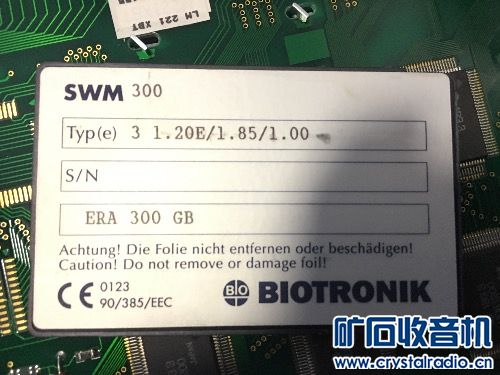 LM 221 XBT
SWM 300
Typ(e) 3 1.20E/1.85/1.00
S/N
ERA 300 GB
Achtung! Die Folie nicht entfernen oder beschädigen!
Caution! Do not remove or damage foil!
CE 0123
90/385/EEC
BIO BIOTRONIK
矿石收音机
www.crystalradio.cn